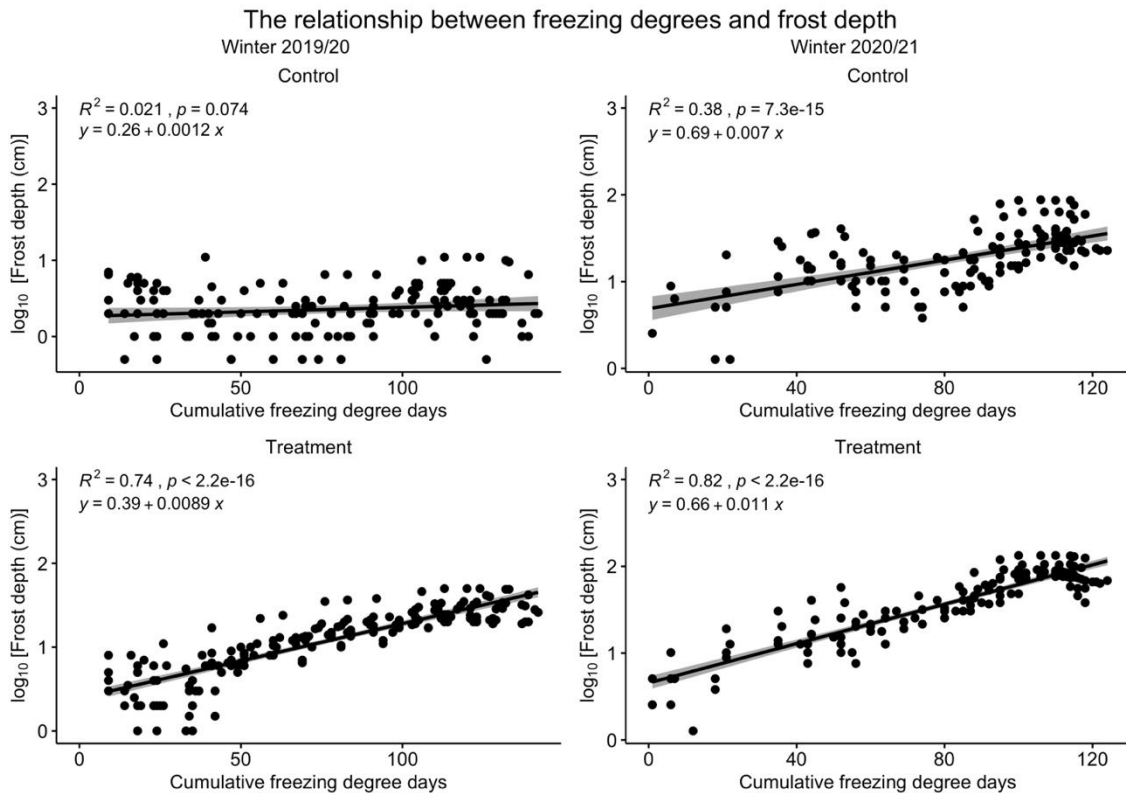 The relationship between freezing degrees and frost depth
Winter 2019/20
Winter 2020/21
Control
R² = 0.021 , p = 0.074
y = 0.26 + 0.0012 x
log₁₀ [Frost depth (cm)]
3
2
1
0
0
50
100
Cumulative freezing degree days
Control
R² = 0.38 , p = 7.3e-15
y = 0.69 + 0.007 x
log₁₀ [Frost depth (cm)]
3
2
1
0
0
40
80
120
Cumulative freezing degree days
Treatment
R² = 0.74 , p < 2.2e-16
y = 0.39 + 0.0089 x
log₁₀ [Frost depth (cm)]
3
2
1
0
0
50
100
Cumulative freezing degree days
Treatment
R² = 0.82 , p < 2.2e-16
y = 0.66 + 0.011 x
log₁₀ [Frost depth (cm)]
3
2
1
0
0
40
80
120
Cumulative freezing degree days